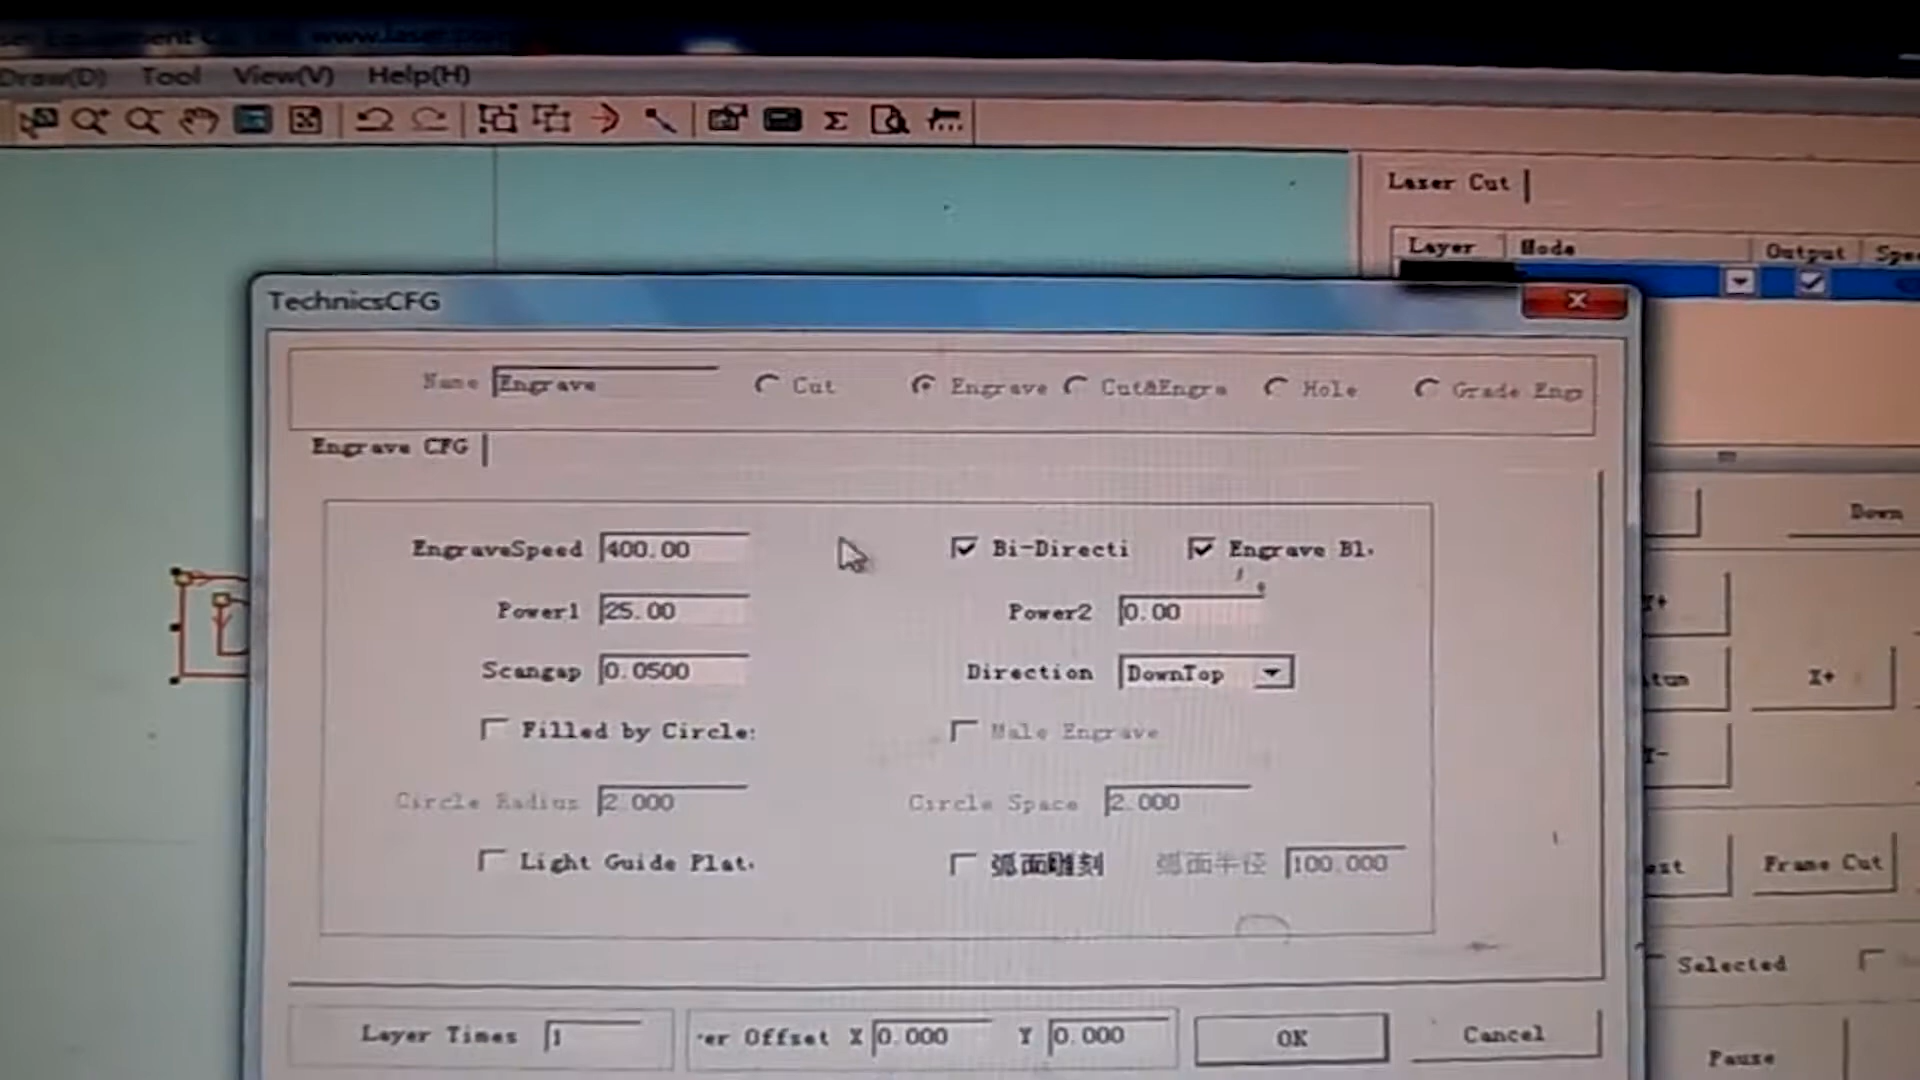 Draw(D) Tool View(V) Help(H)
Laser Cut
Layer Mode Output Spee
TechnicsCFG
Name Engrave Cut Engrave Cut&Engra Hole Grade Engr
Engrave CFG
Down
EngraveSpeed 400.00 Bi-Directi Engrave Bl.
Power1 25.00 Power2 0.00
Scangap 0.0500 Direction DownTop
X+
Filled by Circle: Male Engrave
Circle Radius 2.000 Circle Space 2.000
Light Guide Plat. 弧面雕刻 弧面半径 100.000
Frame Cut
Selected
Layer Times 1 er Offset X 0.000 Y 0.000 OK Cancel
Pause